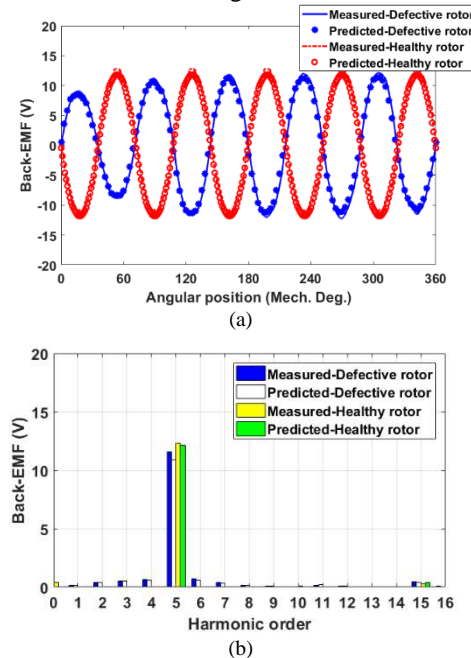 Measured-Defective rotor
Predicted-Defective rotor
Measured-Healthy rotor
Predicted-Healthy rotor
20
15
10
5
0
-5
-10
-15
-20
Back-EMF (V)
0 60 120 180 240 300 360
Angular position (Mech. Deg.)
(a)
20
15
10
5
0
Back-EMF (V)
Measured-Defective rotor
Predicted-Defective rotor
Measured-Healthy rotor
Predicted-Healthy rotor
0 1 2 3 4 5 6 7 8 9 10 11 12 13 14 15 16
Harmonic order
(b)